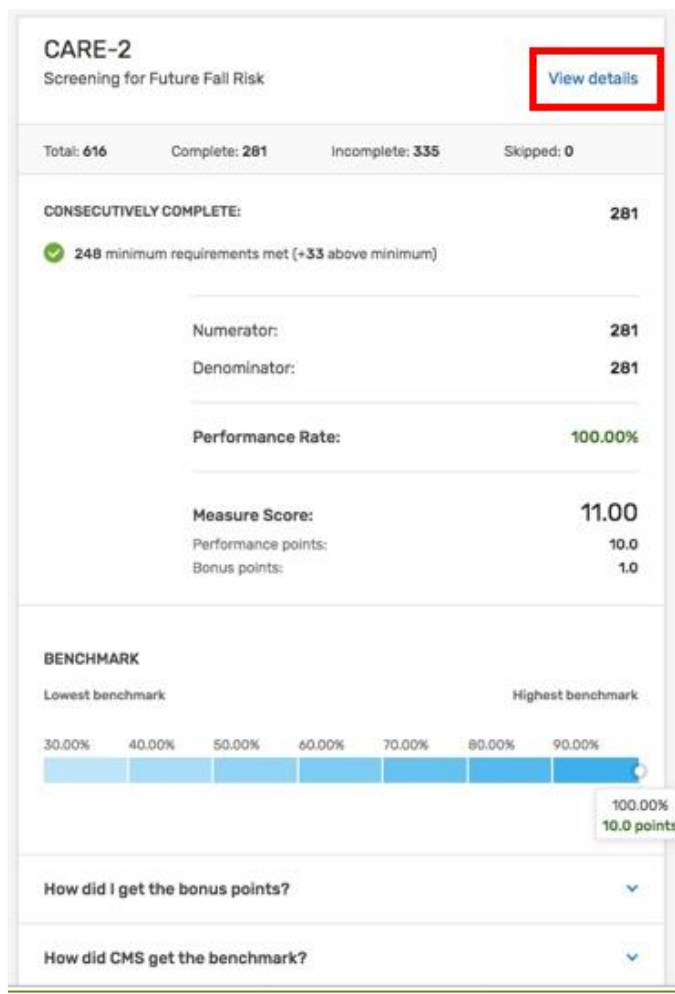 CARE-2
Screening for Future Fall Risk
View details
Total: 616 Complete: 281 Incomplete: 335 Skipped: 0
CONSECUTIVELY COMPLETE: 281
248 minimum requirements met (+33 above minimum)
Numerator: 281
Denominator: 281
Performance Rate: 100.00%
Measure Score: 11.00
Performance points: 10.0
Bonus points: 1.0
BENCHMARK
Lowest benchmark Highest benchmark
30.00% 40.00% 50.00% 60.00% 70.00% 80.00% 90.00%
100.00%
10.0 points
How did I get the bonus points?
How did CMS get the benchmark?